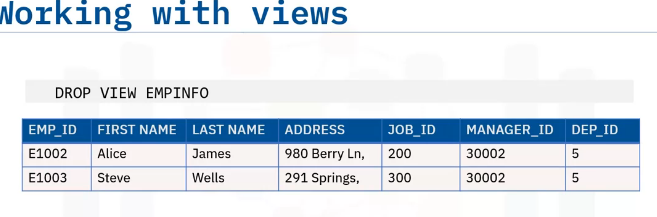 Working with views
DROP VIEW EMPINFO
EMP_ID FIRST NAME LAST NAME ADDRESS JOB_ID MANAGER_ID DEP_ID
E1002 Alice James 980 Berry Ln, 200 30002 5
E1003 Steve Wells 291 Springs, 300 30002 5